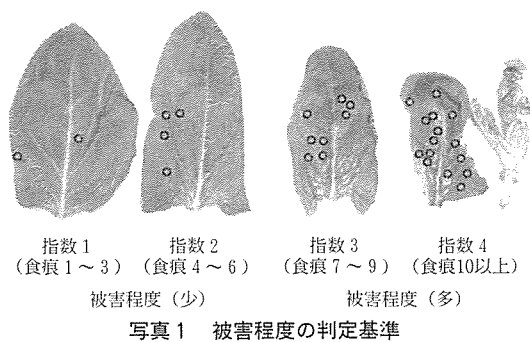 指数1 指数2 指数3 指数4
(食痕1～3) (食痕4～6) (食痕7～9) (食痕10以上)
被害程度(少) 被害程度(多)
写真1 被害程度の判定基準